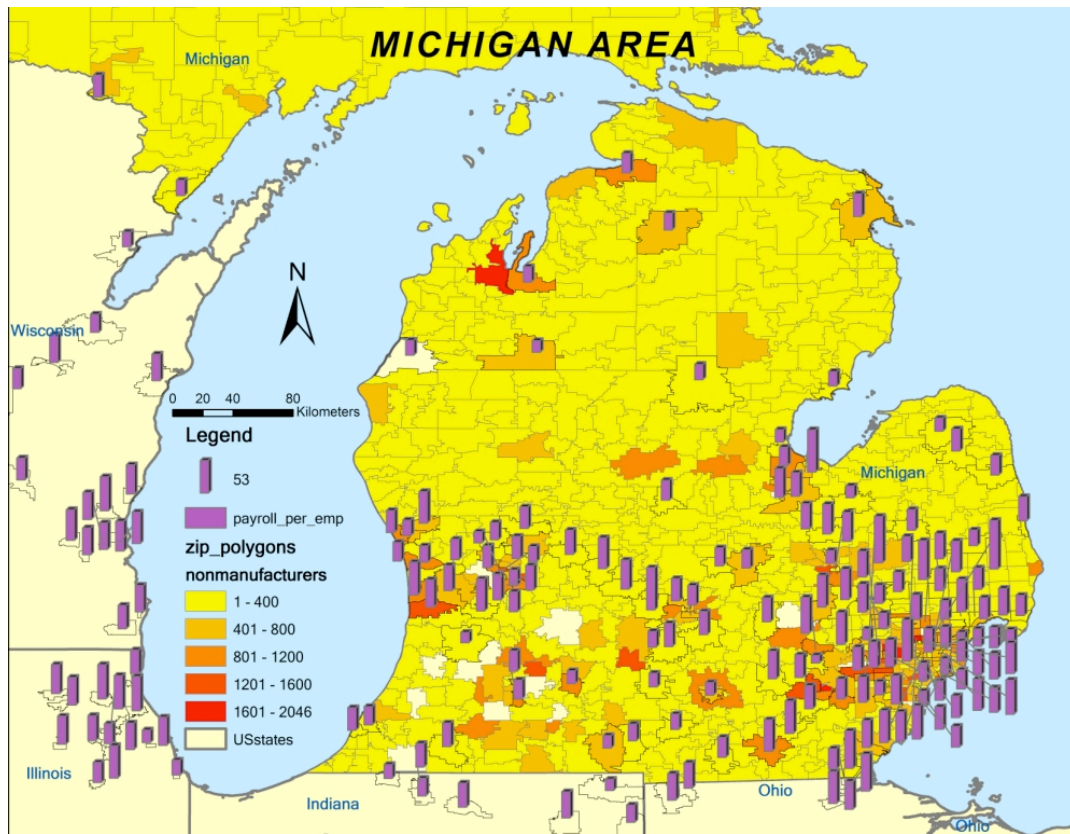 MICHIGAN AREA
Michigan
N
Wisconsin
0 20 40 80
Kilometers
Legend
53
payroll_per_emp
zip_polygons
nonmanufacturers
1 - 400
401 - 800
801 - 1200
1201 - 1600
1601 - 2046
USstates
Michigan
Illinois
Indiana
Ohio
Ohio